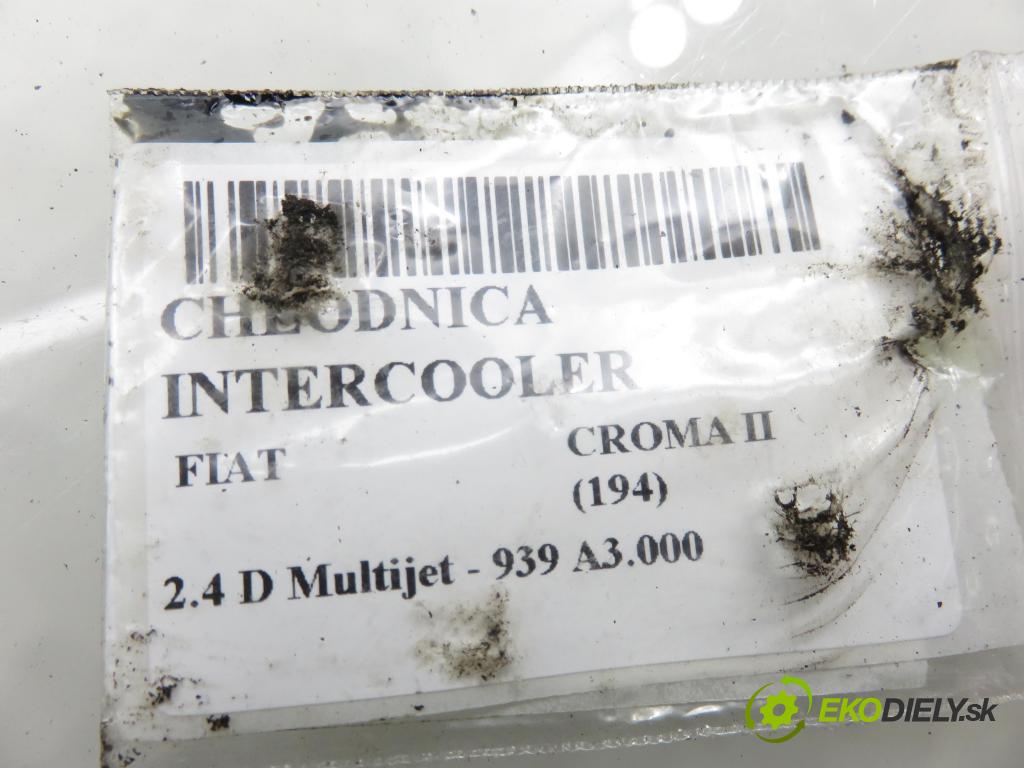 CHŁODNICA
INTERCOOLER
FIAT CROMA II
(194)
2.4 D Multijet - 939 A3.000
EKODIELY.sk